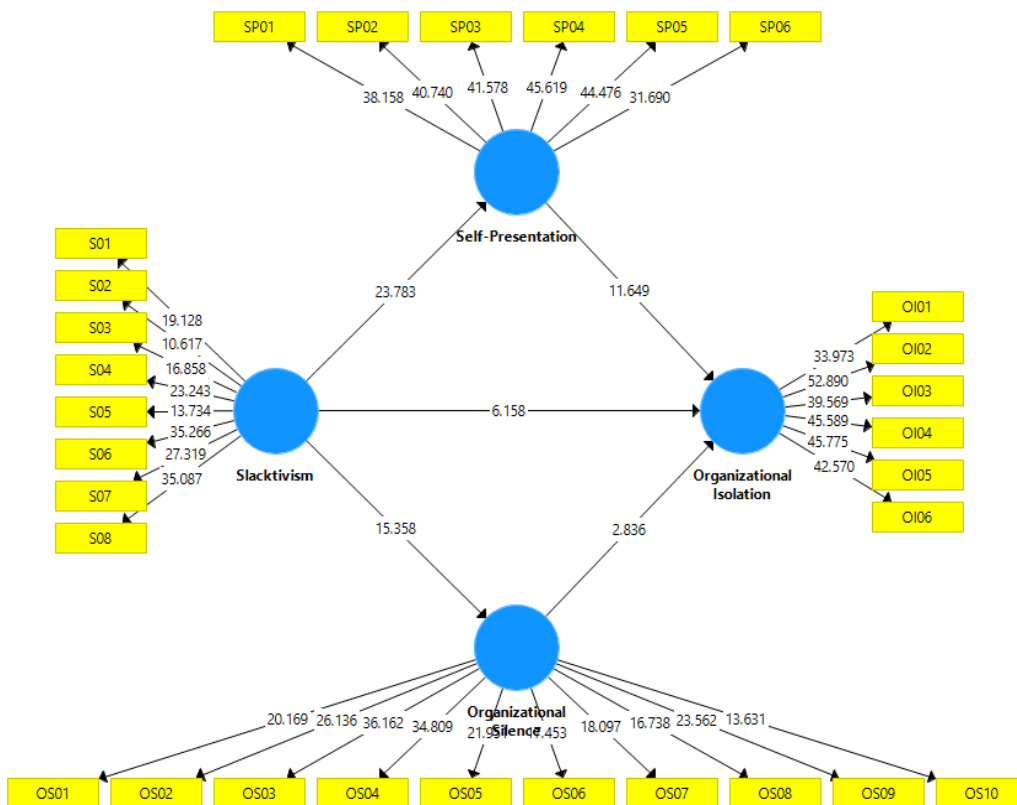 SP01
SP02
SP03
SP04
SP05
SP06
38.158
40.740
41.578
45.619
44.476
31.690
Self-Presentation
S01
S02
S03
S04
S05
S06
S07
S08
19.128
10.617
16.858
23.243
13.734
35.266
27.319
35.087
Slacktivism
23.783
11.649
6.158
15.358
2.836
OI01
OI02
OI03
OI04
OI05
OI06
33.973
52.890
39.569
45.589
45.775
42.570
Organizational
Isolation
Organizational
Silence
20.169
26.136
36.162
34.809
17.453
18.097
16.738
23.562
13.631
OS01
OS02
OS03
OS04
OS05
OS06
OS07
OS08
OS09
OS10